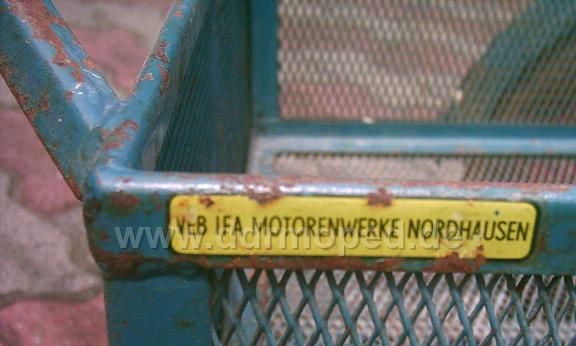 VEB IFA MOTORENWERKE NORDHAUSEN
www.ddrmoped.de